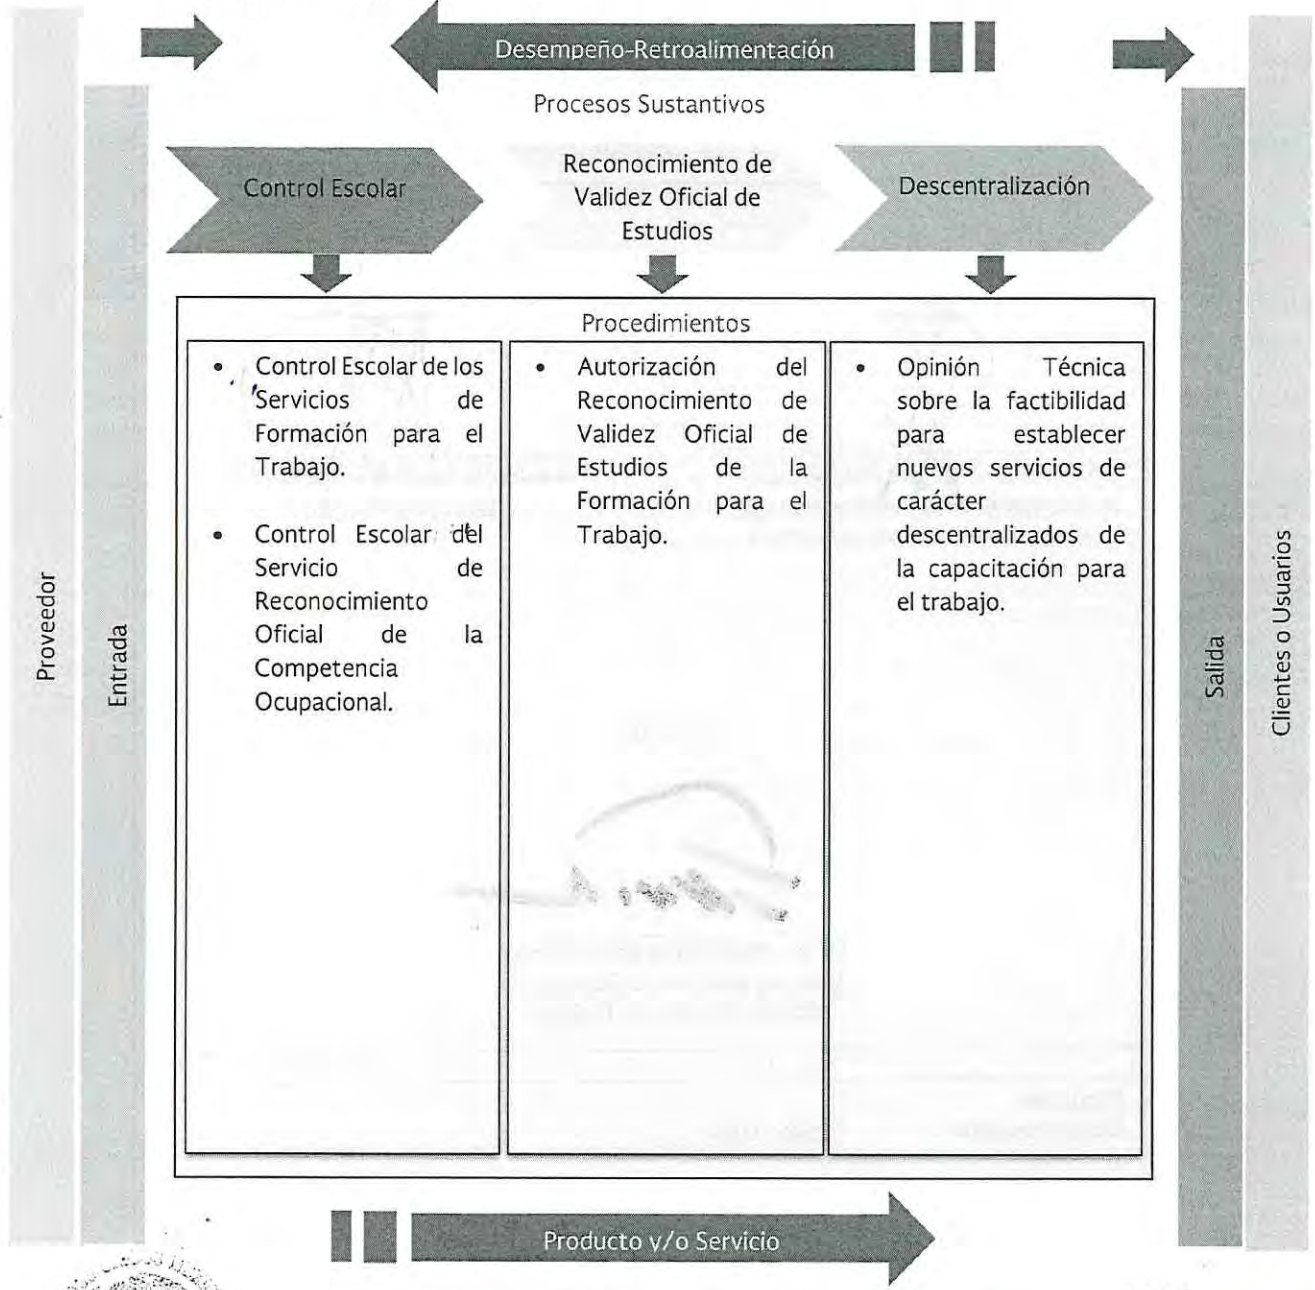 Desempeño-Retroalimentación
Procesos Sustantivos
Control Escolar
Reconocimiento de
Validez Oficial de
Estudios
Descentralización
Procedimientos
• Control Escolar de los
Servicios de
Formación para el
Trabajo.
• Control Escolar del
Servicio de
Reconocimiento
Oficial de la
Competencia
Ocupacional.
• Autorización del
Reconocimiento de
Validez Oficial de
Estudios de la
Formación para el
Trabajo.
• Opinión Técnica
sobre la factibilidad
para establecer
nuevos servicios de
carácter
descentralizados de
la capacitación para
el trabajo.
Proveedor
Entrada
Salida
Clientes o Usuarios
Producto y/o Servicio